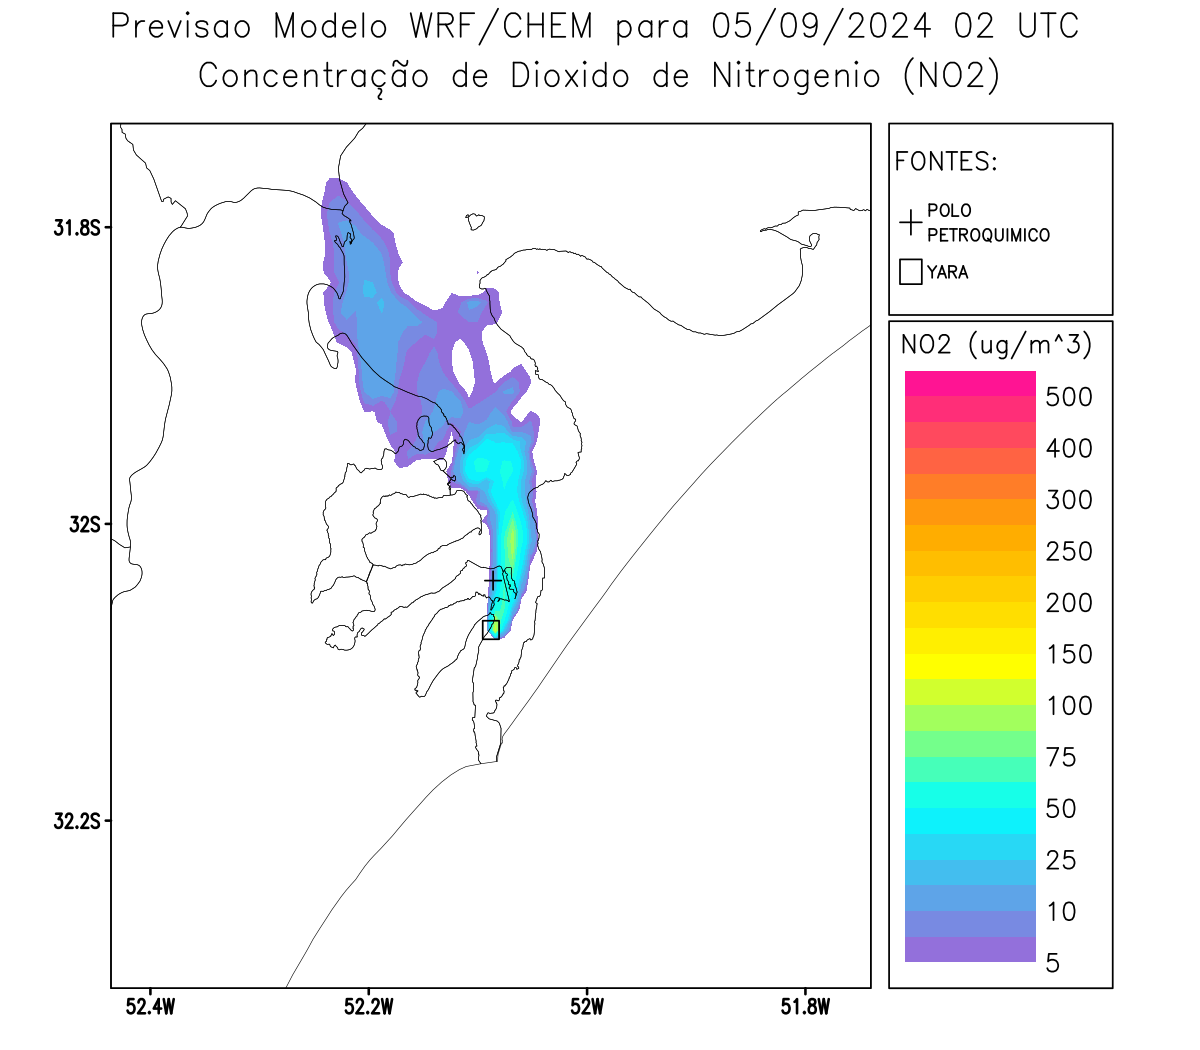 Previsao Modelo WRF/CHEM para 05/09/2024 02 UTC
Concentração de Dioxido de Nitrogenio (NO2)
FONTES:
POLO
PETROQUIMICO
YARA
31.8S
32S
32.2S
52.4W
52.2W
52W
51.8W
NO2 (ug/m^3)
500
400
300
250
200
150
100
75
50
25
10
5